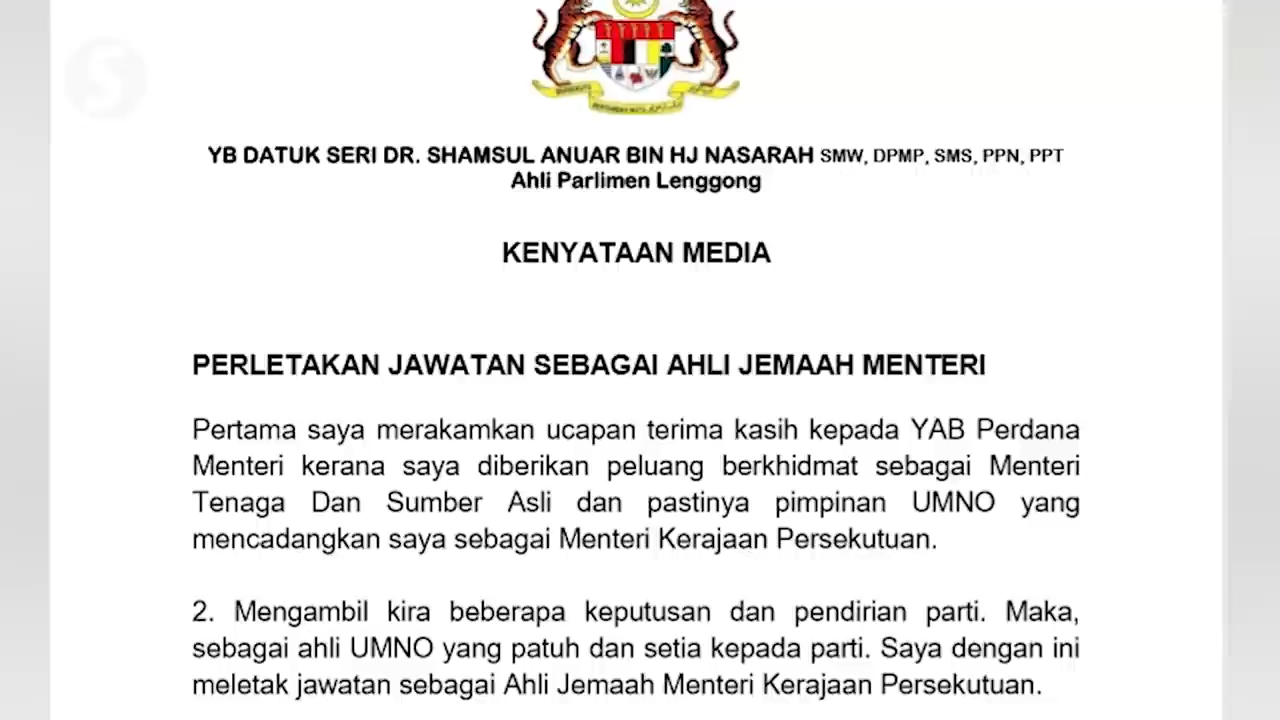 S
YB DATUK SERI DR. SHAMSUL ANUAR BIN HJ NASARAH SMW, DPMP, SMS, PPN, PPT
Ahli Parlimen Lenggong
KENYATAAN MEDIA
PERLETAKAN JAWATAN SEBAGAI AHLI JEMAAH MENTERI
Pertama saya merakamkan ucapan terima kasih kepada YAB Perdana
Menteri kerana saya diberikan peluang berkhidmat sebagai Menteri
Tenaga Dan Sumber Asli dan pastinya pimpinan UMNO yang
mencadangkan saya sebagai Menteri Kerajaan Persekutuan.
2. Mengambil kira beberapa keputusan dan pendirian parti. Maka,
sebagai ahli UMNO yang patuh dan setia kepada parti. Saya dengan ini
meletak jawatan sebagai Ahli Jemaah Menteri Kerajaan Persekutuan.